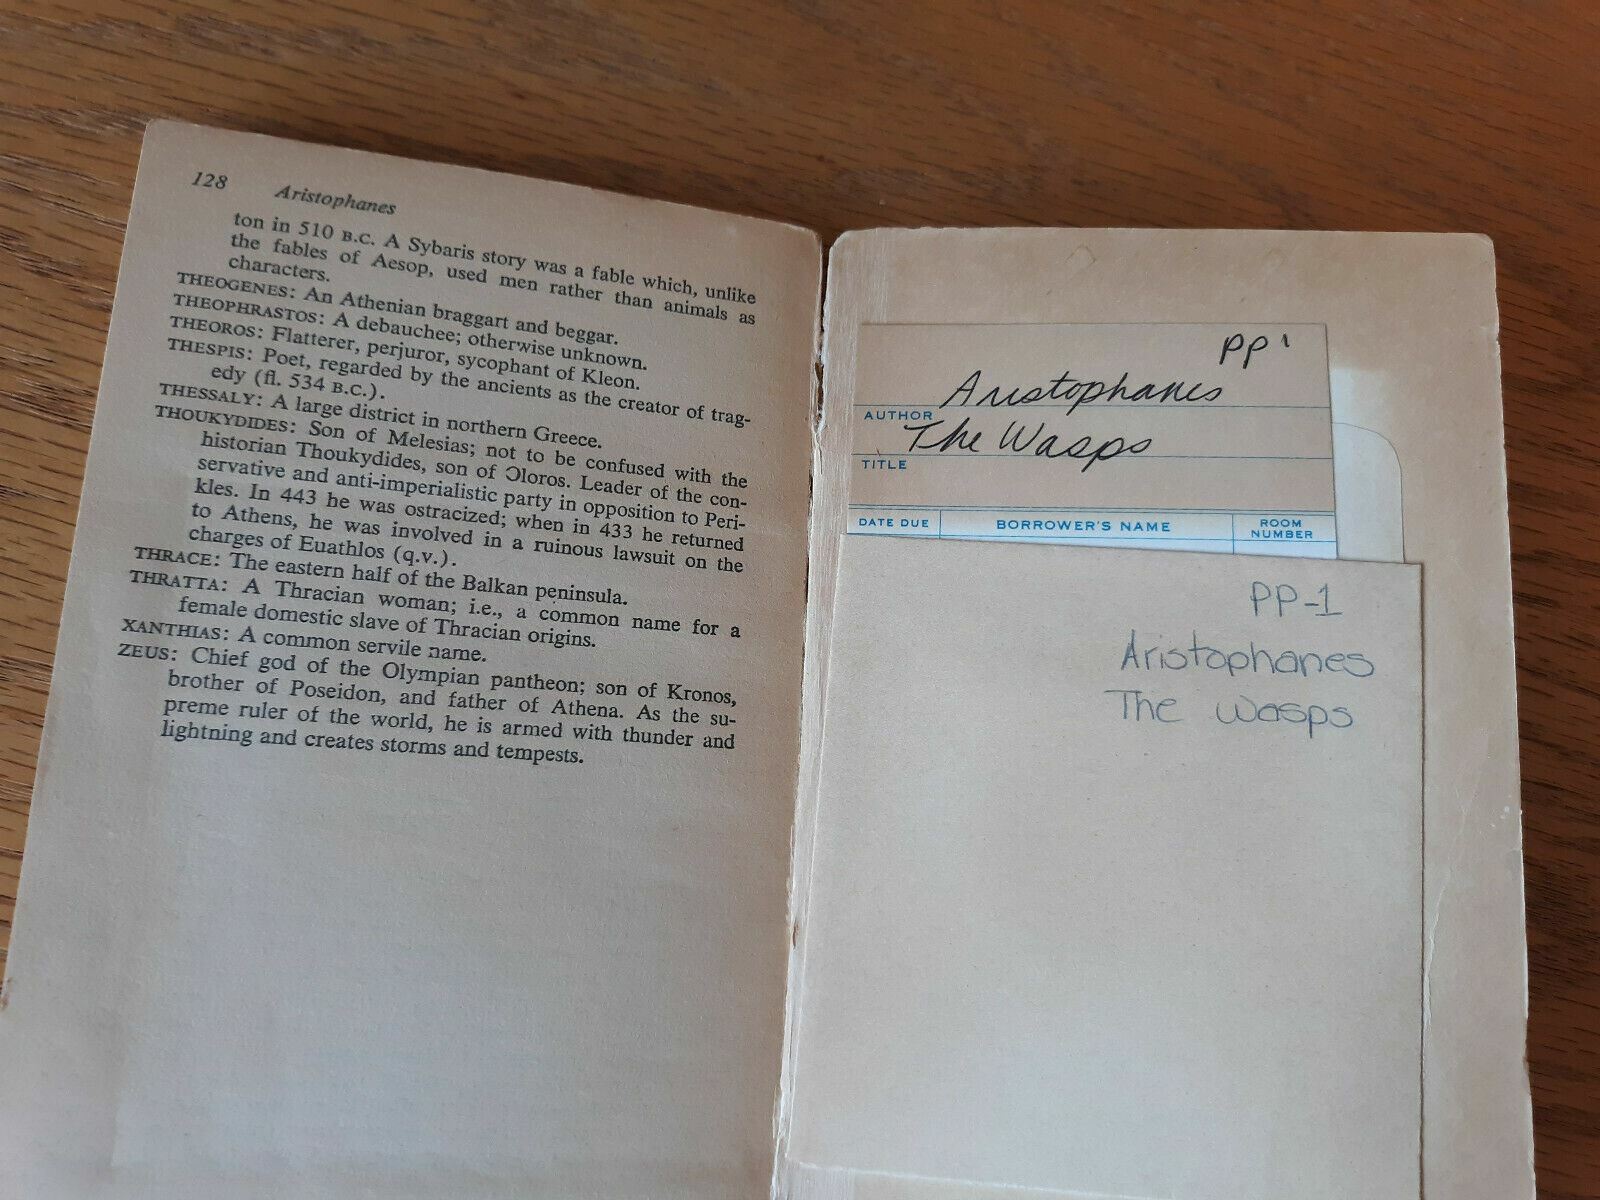 128 Aristophanes
ton in 510 B.C. A Sybaris story was a fable which, unlike
the fables of Aesop, used men rather than animals as
characters.
THEOGENES: An Athenian braggart and beggar.
THEOPHRASTOS: A debauchee; otherwise unknown.
THEOROS: Flatterer, perjuror, sycophant of Kleon.
THESPIS: Poet, regarded by the ancients as the creator of trag-
edy (fl. 534 B.C.).
THESSALY: A large district in northern Greece.
THOUKYDIDES: Son of Melesias; not to be confused with the
historian Thoukydides, son of Oloros. Leader of the con-
servative and anti-imperialistic party in opposition to Peri-
kles. In 443 he was ostracized; when in 433 he returned
to Athens, he was involved in a ruinous lawsuit on the
charges of Euathlos (q.v.).
THRACE: The eastern half of the Balkan peninsula.
THRATTA: A Thracian woman; i.e., a common name for a
female domestic slave of Thracian origins.
XANTHIAS: A common servile name.
ZEUS: Chief god of the Olympian pantheon; son of Kronos,
brother of Poseidon, and father of Athena. As the su-
preme ruler of the world, he is armed with thunder and
lightning and creates storms and tempests.
PP1
Aristophanes
AUTHOR
The Wasps
TITLE
DATE DUE BORROWER'S NAME ROOM NUMBER
PP-1
Aristophanes
The Wasps